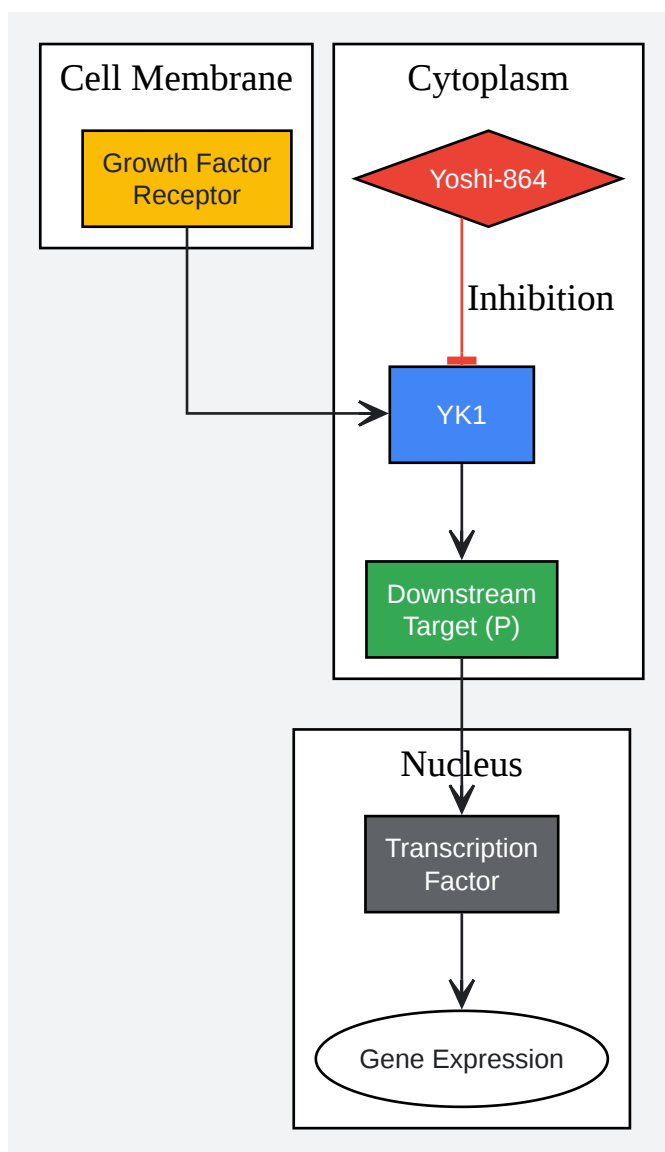 Cell Membrane
Growth Factor
Receptor
Cytoplasm
Yoshi-864
Inhibition
YK1
Downstream
Target (P)
Nucleus
Transcription
Factor
Gene Expression